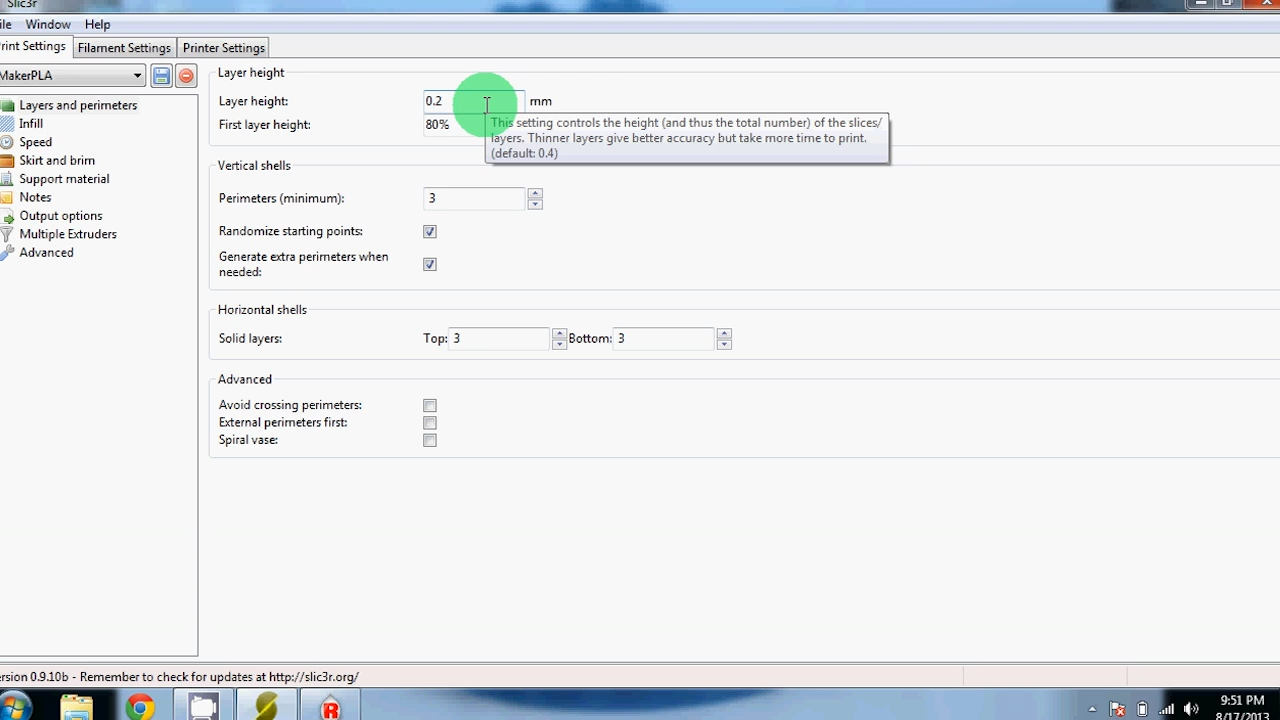 Slic3r
ile Window Help
rint Settings Filament Settings Printer Settings
MakerPLA
Layers and perimeters
Infill
Speed
Skirt and brim
Support material
Notes
Output options
Multiple Extruders
Advanced
Layer height
Layer height: 0.2 mm
First layer height: 80%
This setting controls the height (and thus the total number) of the slices/
layers. Thinner layers give better accuracy but take more time to print.
(default: 0.4)
Vertical shells
Perimeters (minimum): 3
Randomize starting points:
Generate extra perimeters when
needed:
Horizontal shells
Solid layers: Top: 3 Bottom: 3
Advanced
Avoid crossing perimeters:
External perimeters first:
Spiral vase:
ersion 0.9.10b - Remember to check for updates at http://slic3r.org/
9:51 PM
8/17/2013